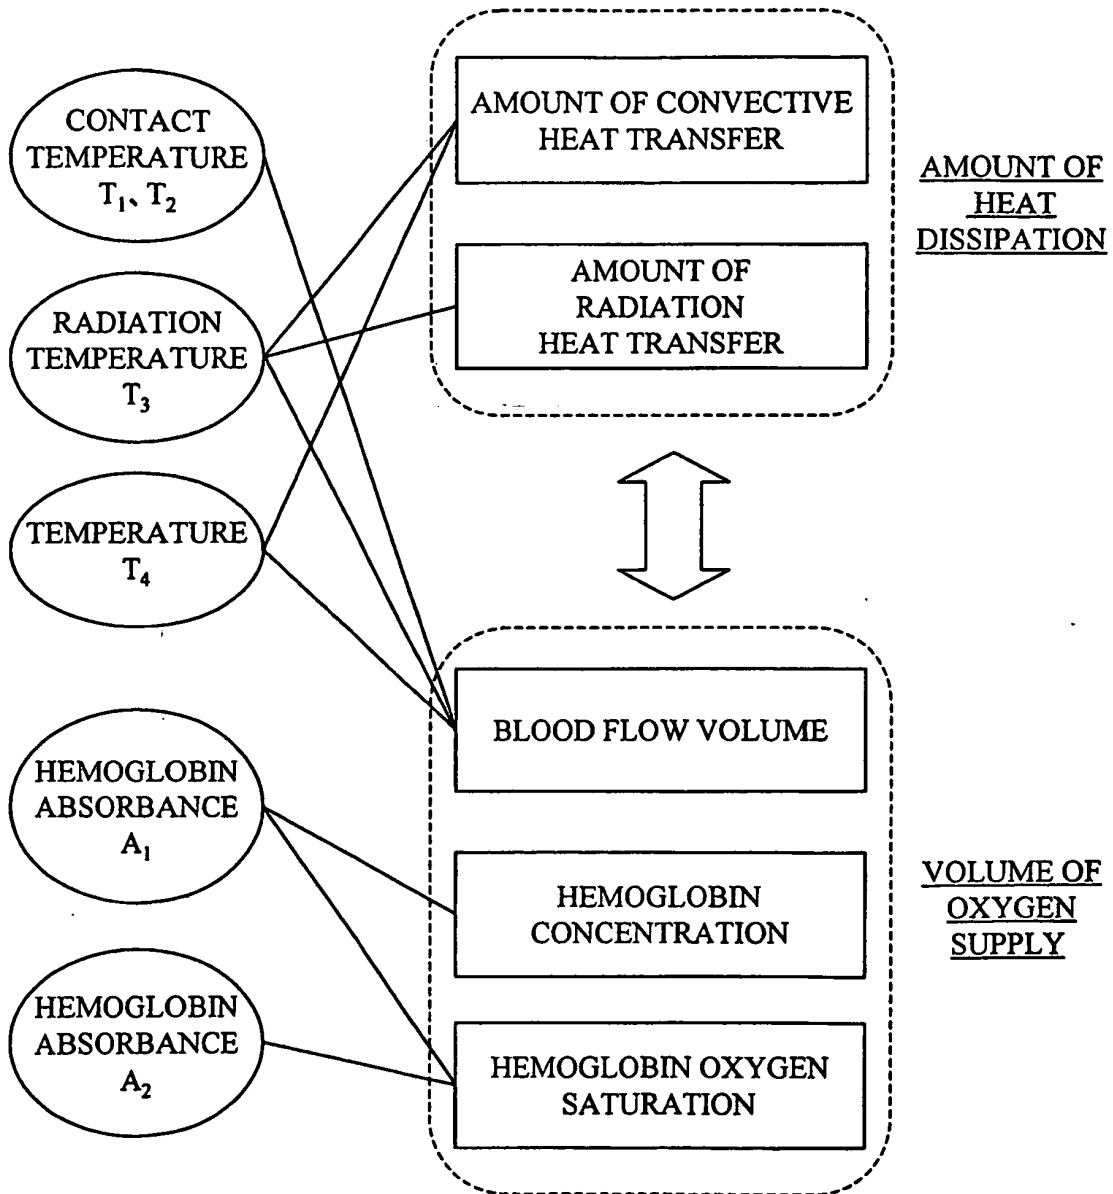 CONTACT
TEMPERATURE
T₁、T₂
RADIATION
TEMPERATURE
T₃
TEMPERATURE
T₄
HEMOGLOBIN
ABSORBANCE
A₁
HEMOGLOBIN
ABSORBANCE
A₂
AMOUNT OF CONVECTIVE
HEAT TRANSFER
AMOUNT OF
RADIATION
HEAT TRANSFER
AMOUNT OF
HEAT
DISSIPATION
BLOOD FLOW VOLUME
HEMOGLOBIN
CONCENTRATION
HEMOGLOBIN OXYGEN
SATURATION
VOLUME OF
OXYGEN
SUPPLY